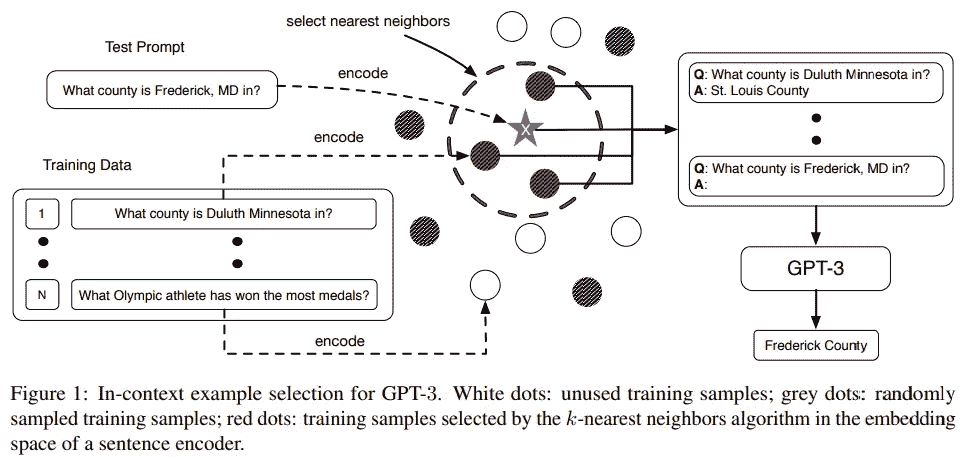 select nearest neighbors
Test Prompt
What county is Frederick, MD in?
encode
X
encode
Training Data
1
What county is Duluth Minnesota in?
N
What Olympic athlete has won the most medals?
encode
Q: What county is Duluth Minnesota in?
A: St. Louis County
Q: What county is Frederick, MD in?
A:
GPT-3
Frederick County
Figure 1: In-context example selection for GPT-3. White dots: unused training samples; grey dots: randomly
sampled training samples; red dots: training samples selected by the k-nearest neighbors algorithm in the embedding
space of a sentence encoder.